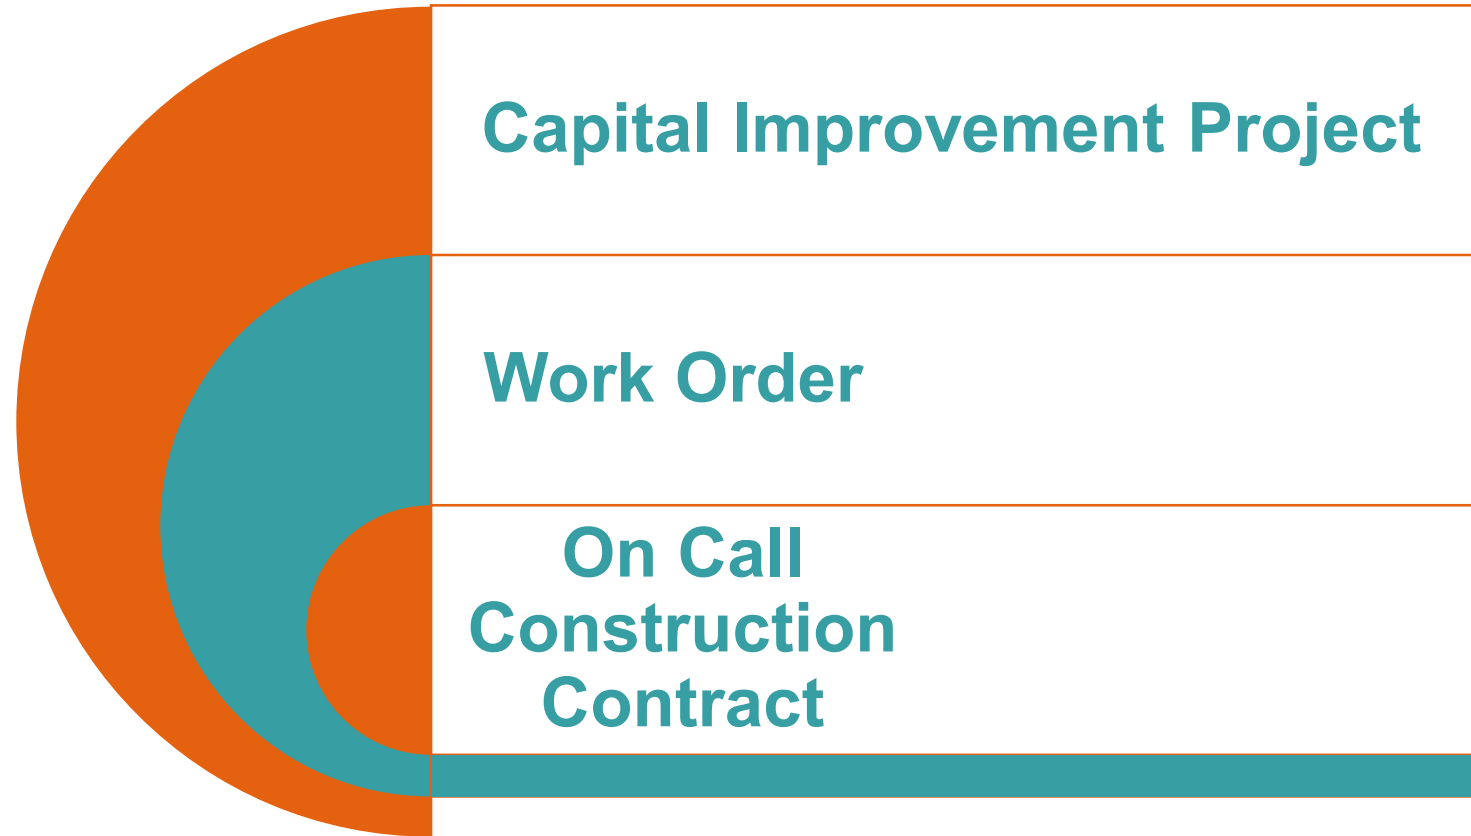 Capital Improvement Project
Work Order
On Call
Construction
Contract